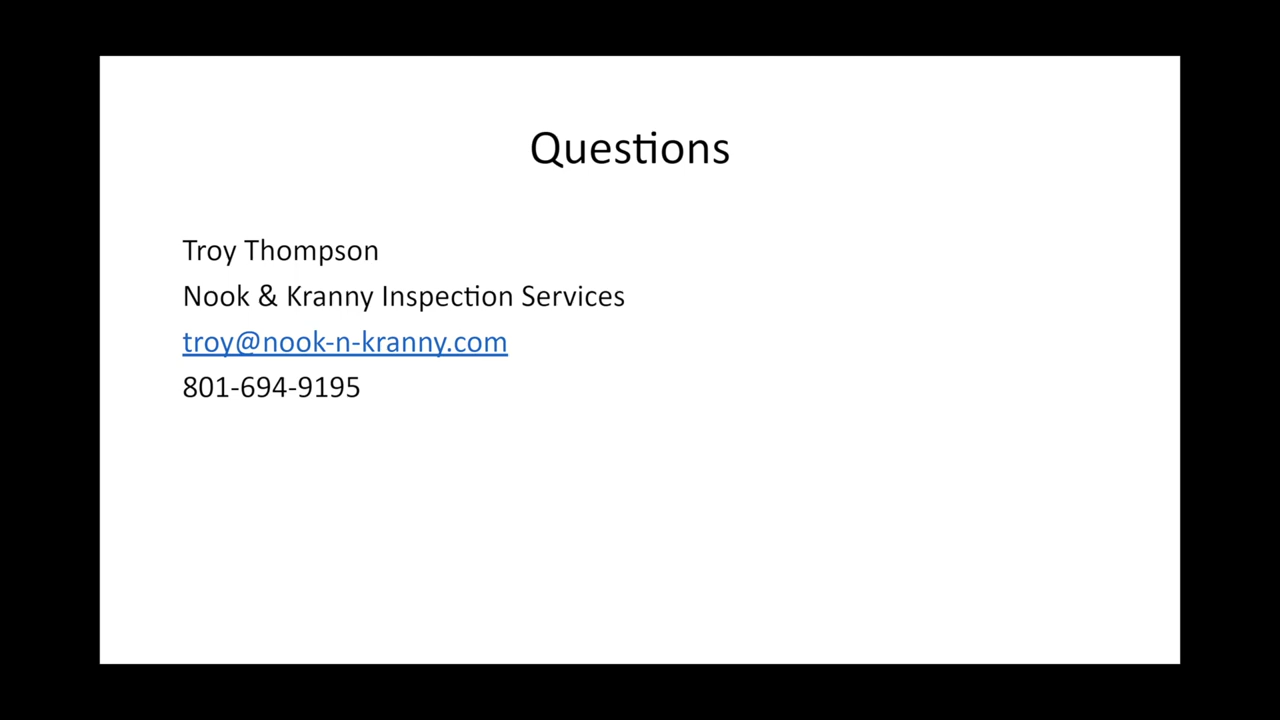 Questions
Troy Thompson
Nook & Kranny Inspection Services
troy@nook-n-kranny.com
801-694-9195